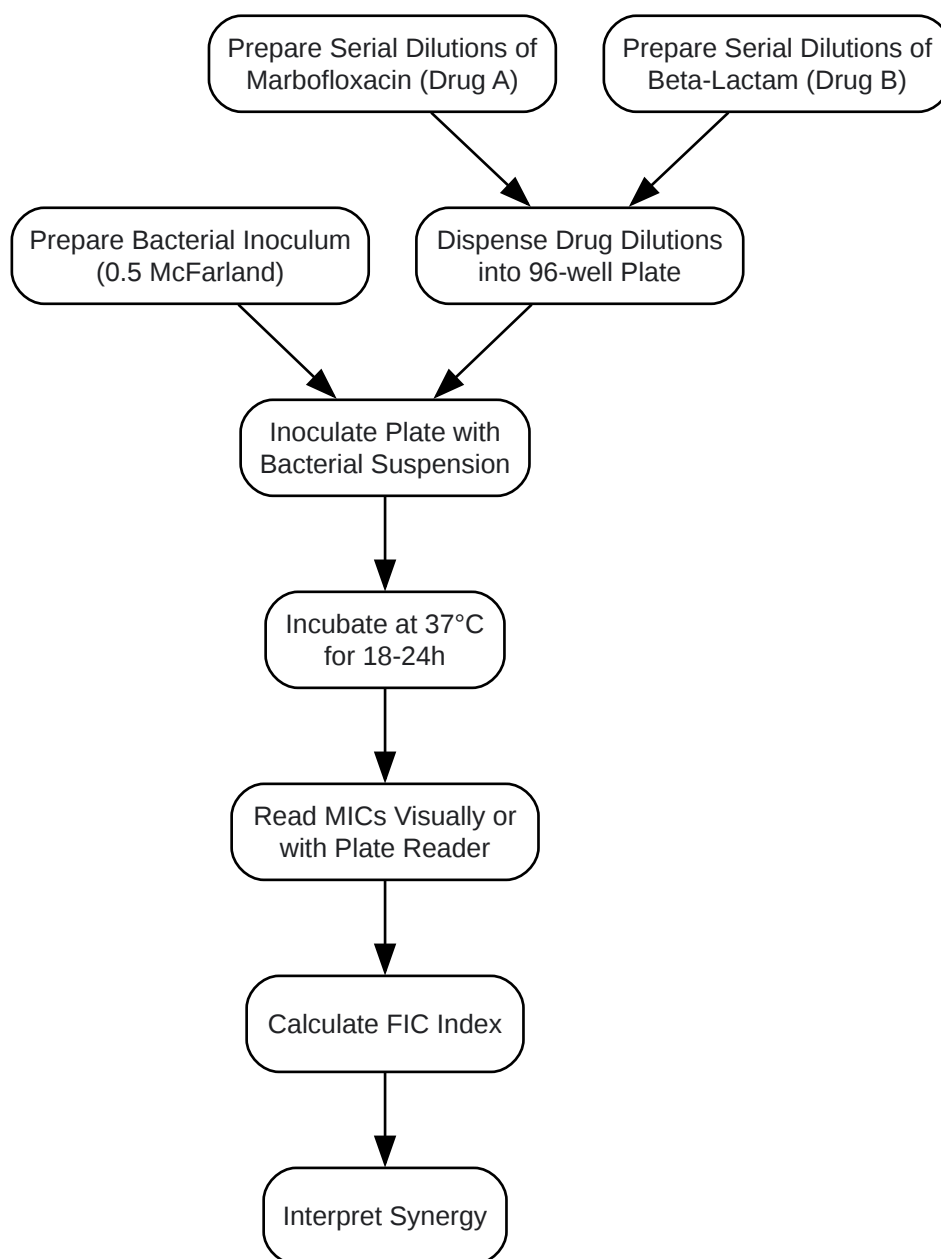 Prepare Serial Dilutions of
Marbofloxacin (Drug A)
Prepare Serial Dilutions of
Beta-Lactam (Drug B)
Prepare Bacterial Inoculum
(0.5 McFarland)
Dispense Drug Dilutions
into 96-well Plate
Inoculate Plate with
Bacterial Suspension
Incubate at 37°C
for 18-24h
Read MICs Visually or
with Plate Reader
Calculate FIC Index
Interpret Synergy